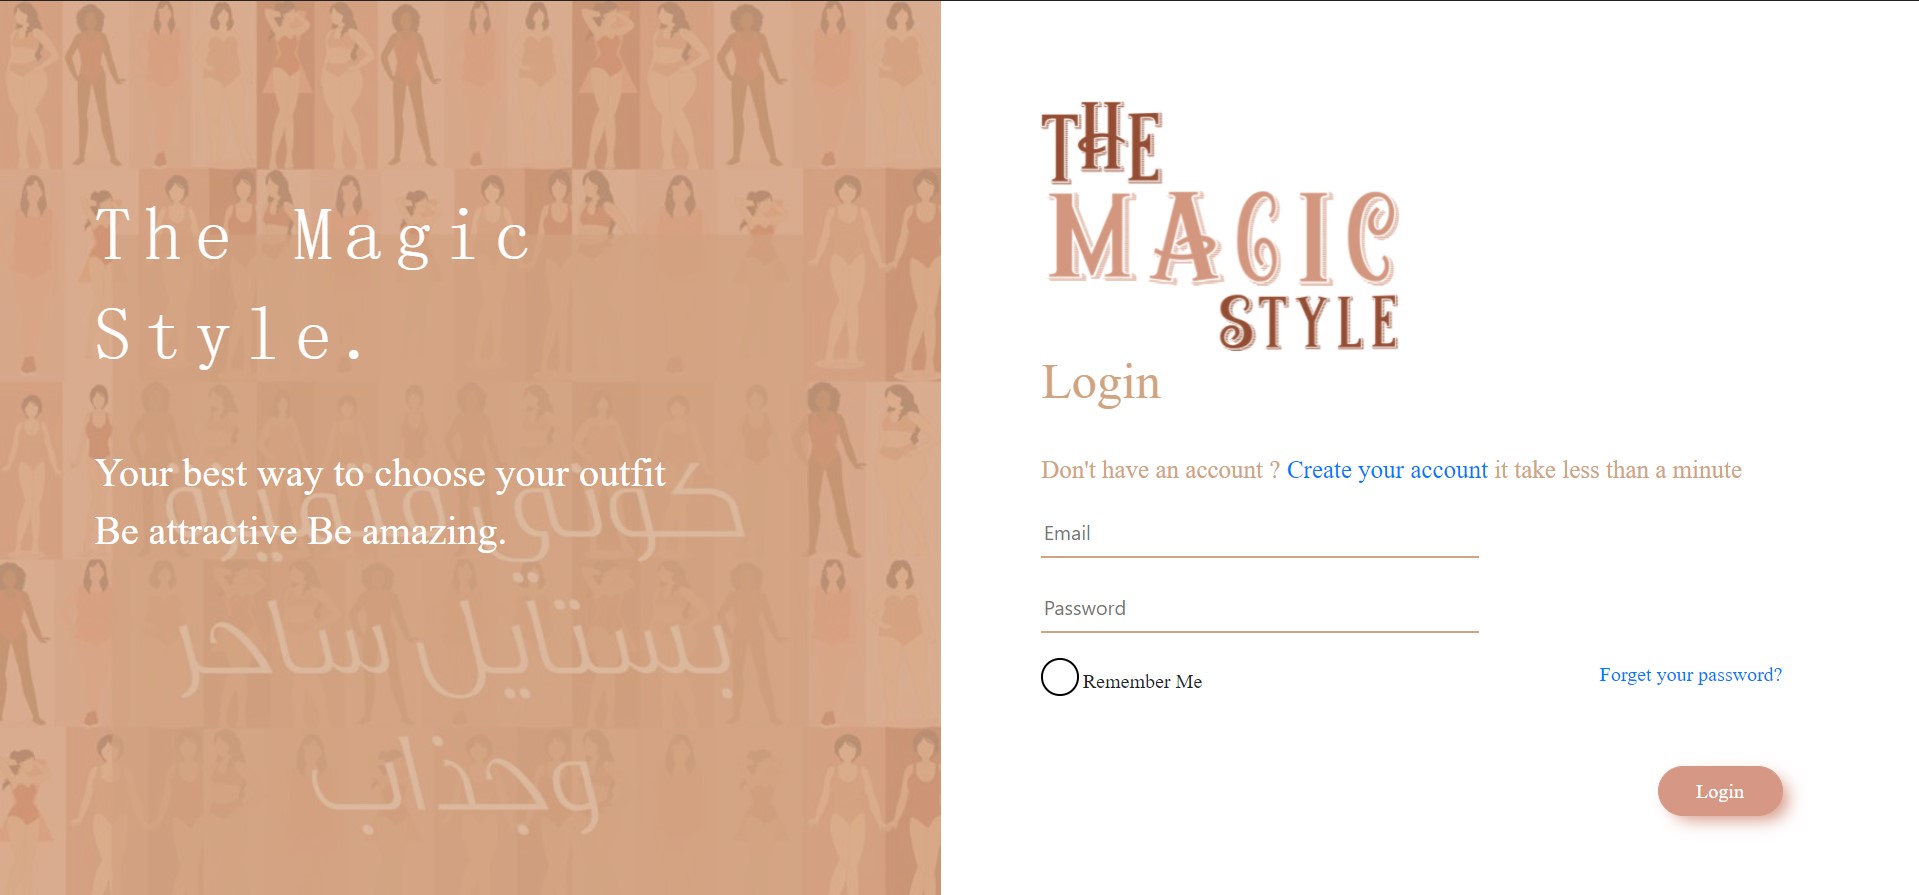 The Magic
Style.
Your best way to choose your outfit
Be attractive Be amazing.
كوني متميزة
بستايل ساحر
وجذاب
THE
MAGIC
STYLE
Login
Don't have an account ? Create your account it take less than a minute
Email
Password
Remember Me
Forget your password?
Login